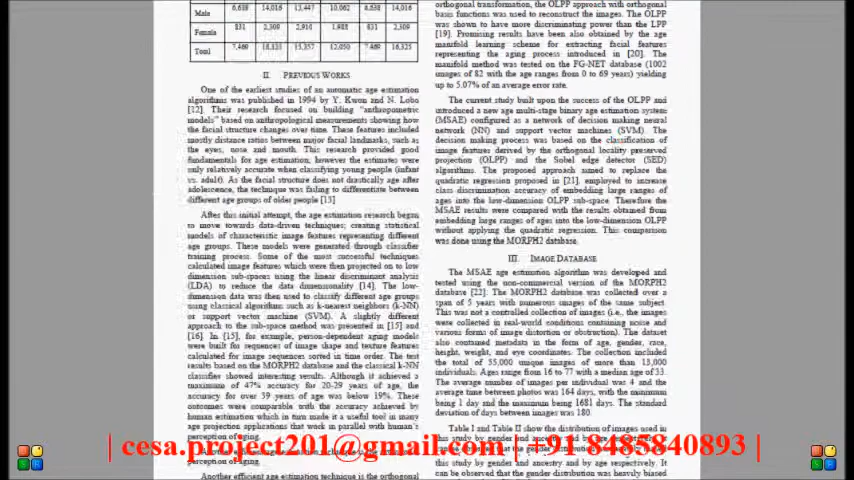 Male 6,638 14,016 13,447 10,062 6,638 14,016
Female 831 2,309 2,910 1,988 831 2,309
Total 7,469 16,325 12,050 7,469 16,325
II. PREVIOUS WORKS
One of the earliest studies of an automatic age estimation
algorithms was published in 1994 by Y. Kwon and N. Lobo
[12]. Their research focused on building "anthropometric
models" based on anthropological measurements showing how
the facial structure changes over time. These features included
mostly distance ratios between major facial landmarks, such as
the eyes, nose and mouth. This research provided good
fundamentals for age estimation, however the estimates were
only relatively accurate when classifying young people (infant
vs. adult). As the facial structure does not drastically age after
adolescence, the technique was failing to differentiate between
different age groups of older people [13]
After this initial attempt, the age estimation research began
to move towards data-driven techniques; creating statistical
models of characteristic image features representing different
age groups. These models were generated through classifier
training process. Some of the most successful techniques
calculated image features which were then projected on to low
dimension sub-spaces using the linear discriminant analysis
(LDA) to reduce the data dimensionality [14]. The low-
dimension data was then used to classify different age groups
using classical algorithms such as k-nearest neighbors (k-NN)
or support vector machine (SVM). A slightly different
approach to the sub-space method was presented in [15] and
[16]. In [15], for example, person-dependent aging models
were built for sequences of image shape and texture features
calculated for image sequences sorted in time order. The test
results based on the MORPH2 database and the classical k-NN
classifier showed interesting results. Although it achieved a
maximum of 47% accuracy for 20-29 years of age, the
accuracy for over 39 years of age was below 19%. These
outcomes were comparable with the accuracy achieved by
human estimation which in turn made it a useful tool in many
age projection applications that work in parallel with human's
perception of aging.
perception of aging.
Another efficient age estimation technique is the orthogonal
orthogonal transformation, the OLPP approach with orthogonal
basis functions was used to reconstruct the images. The OLPP
was shown to have more discriminating power than the LPP
[19]. Promising results have also been obtained by the age
manifold learning scheme for extracting facial features
representing the aging process introduced in [20]. The
manifold method was tested on the FG-NET database (1002
images of 82 with the age ranges from 0 to 69 years) yielding
up to 5.07% of an average error rate.
The current study built upon the success of the OLPP and
introduced a new age multi-stage binary age estimation system
(MSAE) configured as a network of decision making neural
network (NN) and support vector machines (SVM). The
decision making process was based on the classification of
image features derived by the orthogonal locality preserved
projection (OLPP) and the Sobel edge detector (SED)
algorithms. The proposed approach aimed to replace the
quadratic regression proposed in [21], employed to increase
class discrimination accuracy of embedding large ranges of
ages into the low-dimension OLPP sub-space. Therefore the
MSAE results were compared with the results obtained from
embedding large ranges of ages into the low-dimension OLPP
without applying the quadratic regression. This comparison
was done using the MORPH2 database.
III. IMAGE DATABASE
The MSAE age estimation algorithm was developed and
tested using the non-commercial version of the MORPH2
database [22]. The MORPH2 database was collected over a
span of 5 years with numerous images of the same subject.
This was not a controlled collection of images (i.e., the images
were collected in real-world conditions containing noise and
various forms of image distortion or obstruction). The dataset
also contained metadata in the form of age, gender, race,
height, weight, and eye coordinates. The collection included
the total of 55,000 unique images of more than 13,000
individuals. Ages range from 16 to 77 with a median age of 33.
The average number of images per individual was 4 and the
average time between photos was 164 days, with the minimum
being 1 day and the maximum being 1681 days. The standard
deviation of days between images was 180.
Table I and Table II show the distribution of images used in
this study by gender and ancestry and by age respectively. It
can be observed that the gender distribution was heavily biased
| cesa.project201@gmail.com | +91 8485840893 |